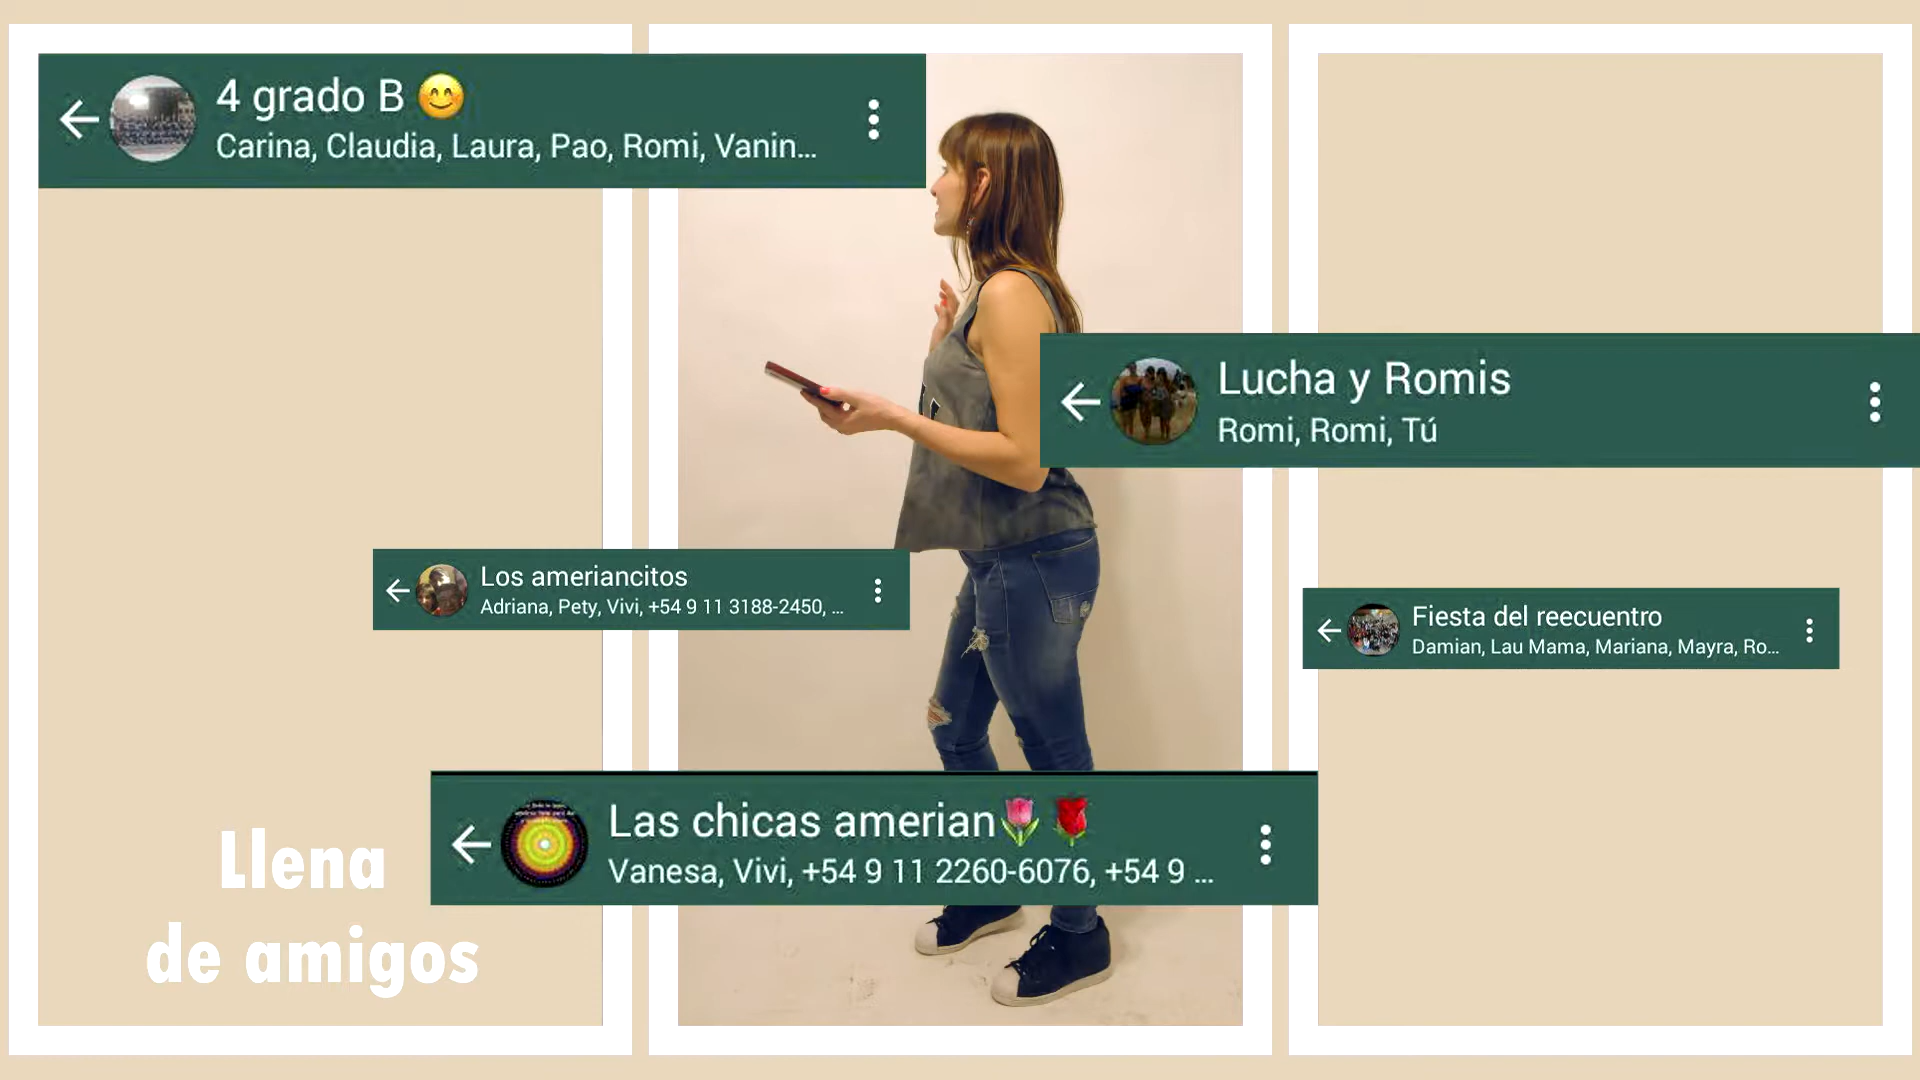 4 grado B 😊
Carina, Claudia, Laura, Pao, Romi, Vanin...
Lucha y Romis
Romi, Romi, Tú
Los ameriancitos
Adriana, Pety, Vivi, +54 9 11 3188-2450, ...
Fiesta del reecuentro
Damian, Lau Mama, Mariana, Mayra, Ro...
Las chicas amerian🌷🌹
Vanesa, Vivi, +54 9 11 2260-6076, +54 9 ...
Llena
de amigos